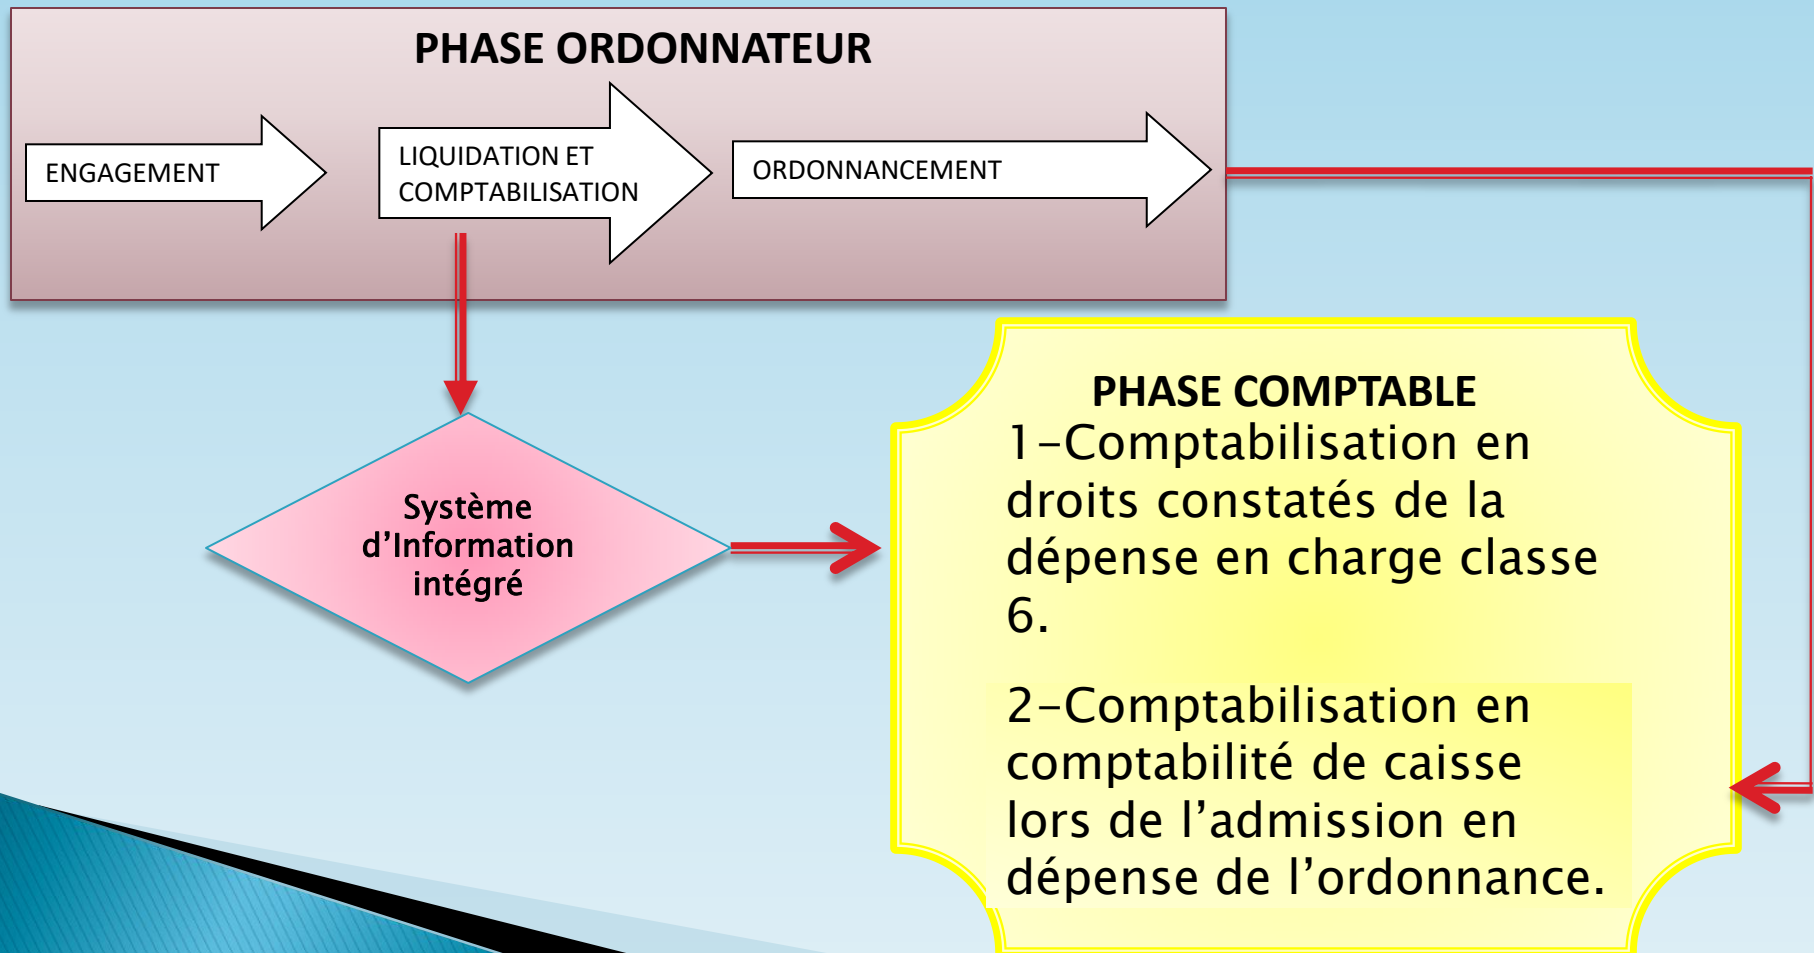 PHASE ORDONNATEUR
ENGAGEMENT
LIQUIDATION ET
COMPTABILISATION
ORDONNANCEMENT
Système
d’Information
intégré
PHASE COMPTABLE
1-Comptabilisation en
droits constatés de la
dépense en charge classe
6.
2-Comptabilisation en
comptabilité de caisse
lors de l’admission en
dépense de l’ordonnance.